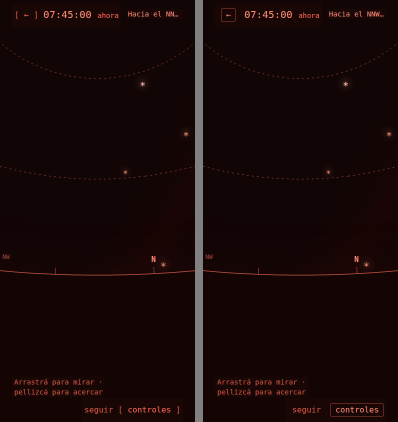 [ ← ] 07:45:00 ahora Hacia el NN…
NW
N
Arrastrá para mirar ·
pellizcá para acercar
seguir [ controles ]
← 07:45:00 ahora Hacia el NNW…
NW
N
Arrastrá para mirar ·
pellizcá para acercar
seguir controles